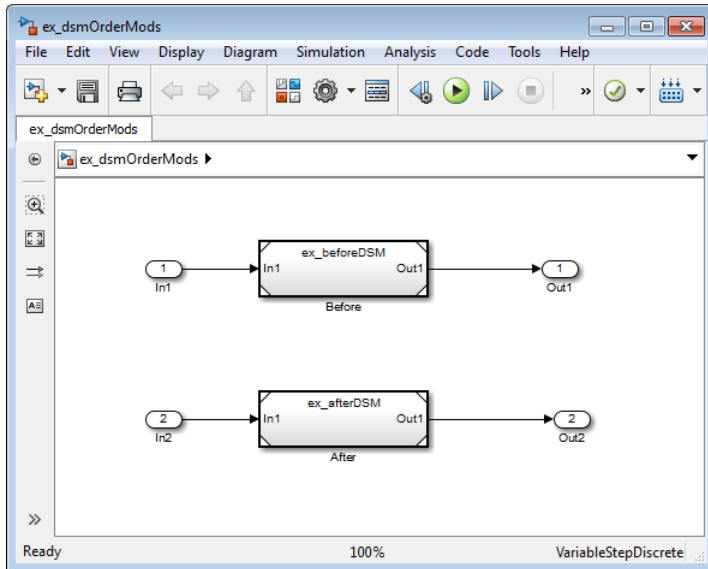 ex_dsmOrderMods
File Edit View Display Diagram Simulation Analysis Code Tools Help
»
ex_dsmOrderMods
ex_dsmOrderMods
ex_beforeDSM
1 In1 Out1 1
In1 Out1
Before
ex_afterDSM
2 In1 Out1 2
In2 Out2
After
»
Ready 100% VariableStepDiscrete